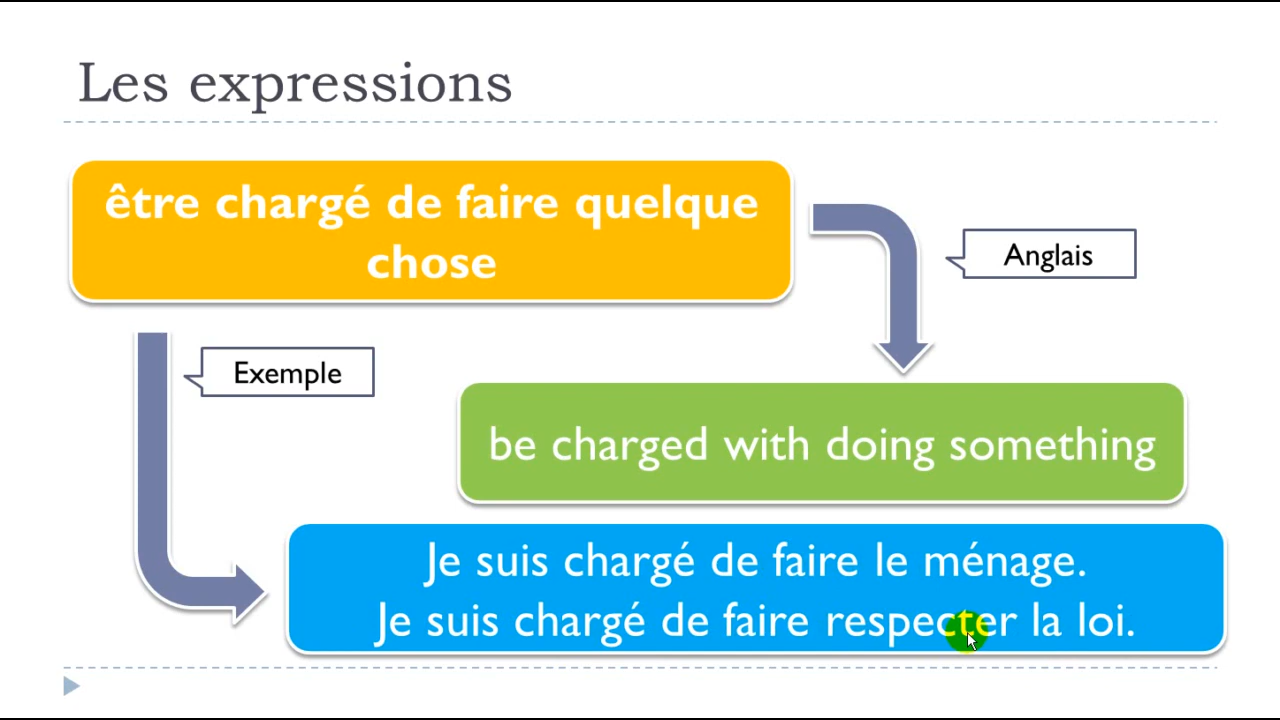 Les expressions
être chargé de faire quelque
chose
Anglais
Exemple
be charged with doing something
Je suis chargé de faire le ménage.
Je suis chargé de faire respecter la loi.